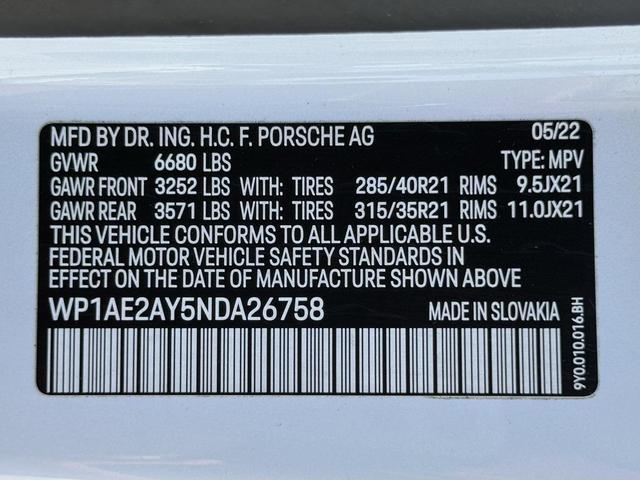 MFD BY DR. ING. H.C. F. PORSCHE AG 05/22
GVWR 6680 LBS TYPE: MPV
GAWR FRONT 3252 LBS WITH: TIRES 285/40R21 RIMS 9.5JX21
GAWR REAR 3571 LBS WITH: TIRES 315/35R21 RIMS 11.0JX21
THIS VEHICLE CONFORMS TO ALL APPLICABLE U.S.
FEDERAL MOTOR VEHICLE SAFETY STANDARDS IN
EFFECT ON THE DATE OF MANUFACTURE SHOWN ABOVE
WP1AE2AY5NDA26758 MADE IN SLOVAKIA
9Y0.010.016.BH